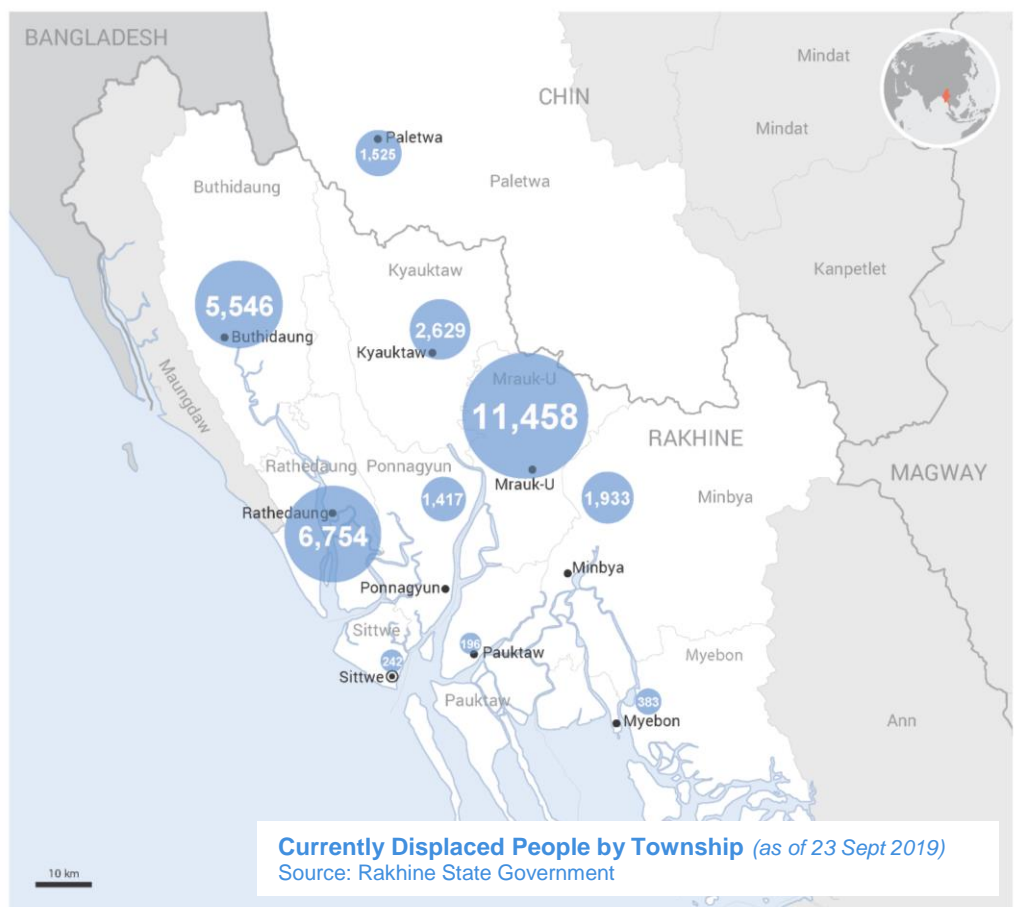 BANGLADESH
Mindat
CHIN
Mindat
Paletwa
1,525
Buthidaung
Paletwa
Kyauktaw
Kanpetlet
5,546
2,629
Buthidaung
Kyauktaw
Maungdaw
Mrauk-U
11,458
RAKHINE
Rathedaung
Ponnagyun
MAGWAY
Mrauk-U
1,417
1,933
Minbya
Rathedaung
6,754
Minbya
Ponnagyun
Sittwe
196
Pauktaw
242
Myebon
Sittwe
Pauktaw
383
Myebon
Ann
Currently Displaced People by Township (as of 23 Sept 2019)
Source: Rakhine State Government
10 km